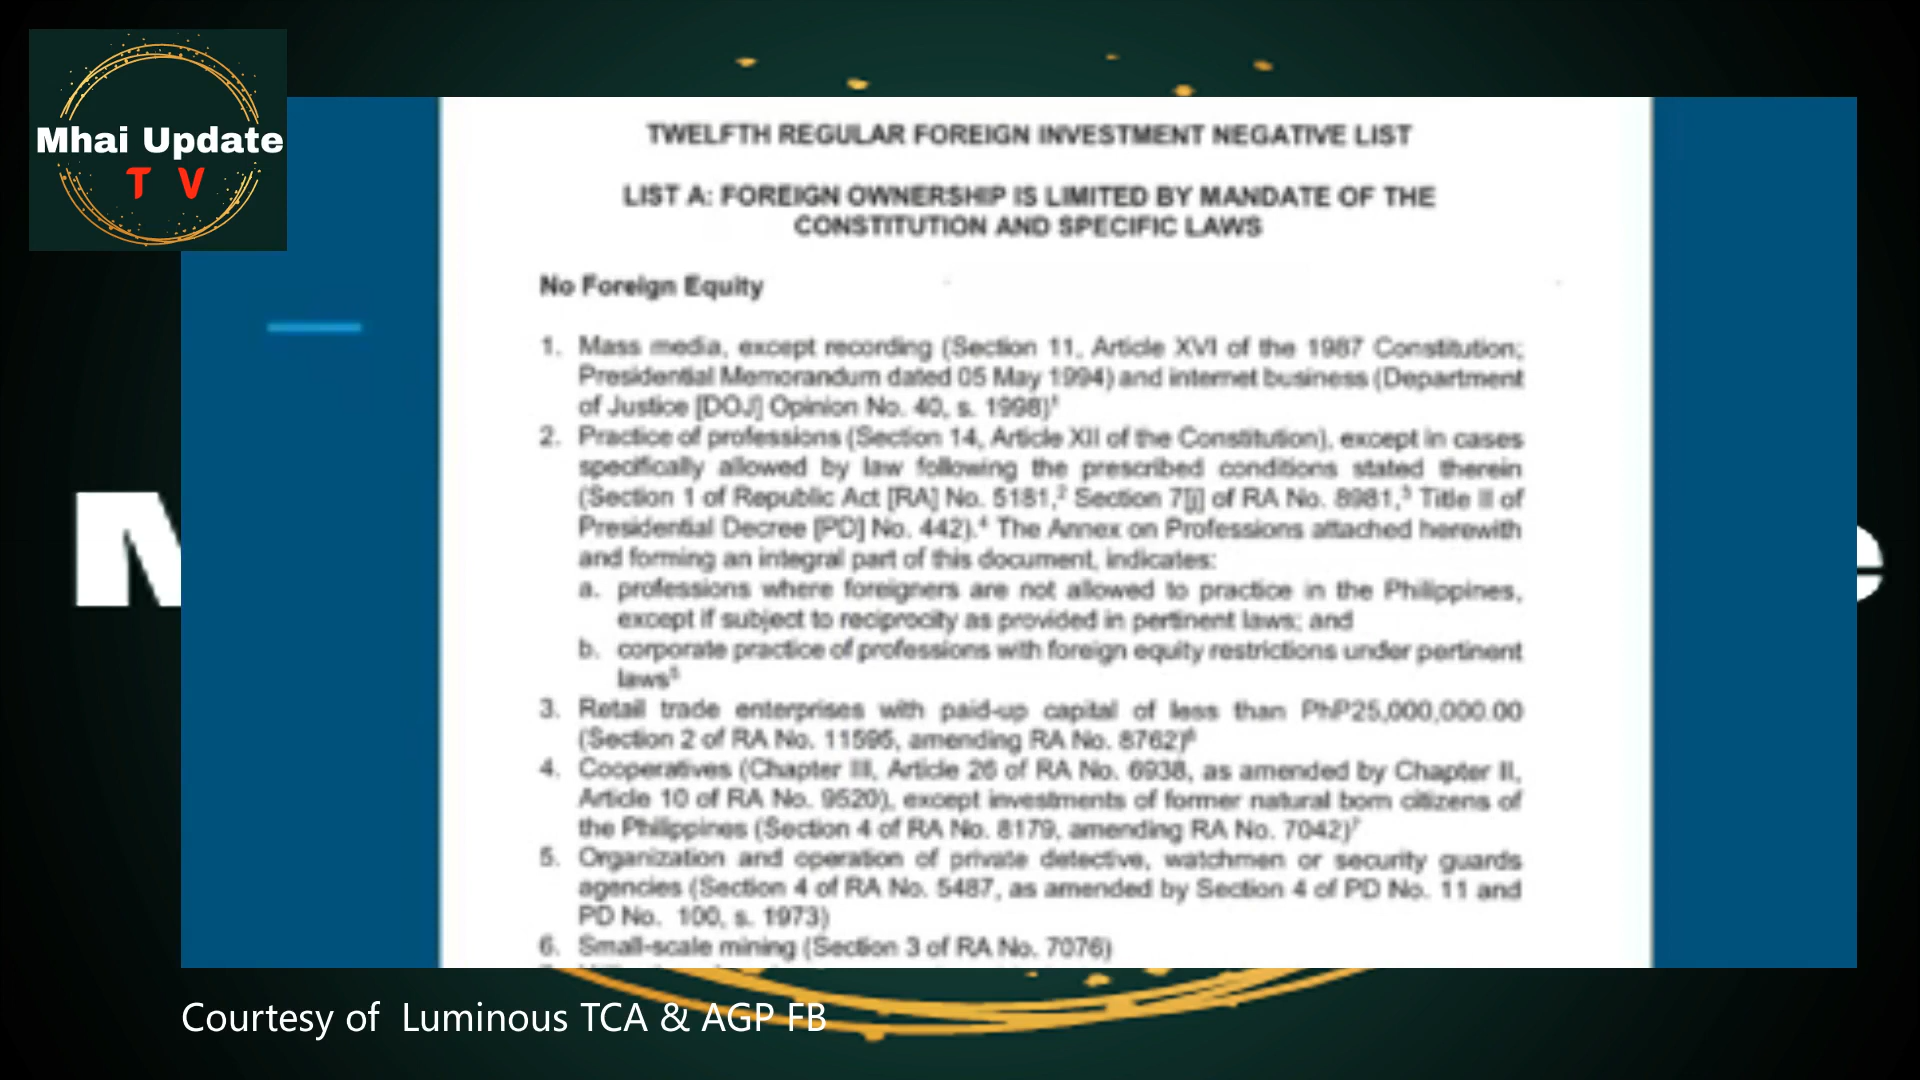 Mhai Update
T V
TWELFTH REGULAR FOREIGN INVESTMENT NEGATIVE LIST
LIST A: FOREIGN OWNERSHIP IS LIMITED BY MANDATE OF THE
CONSTITUTION AND SPECIFIC LAWS
No Foreign Equity
1. Mass media, except recording (Section 11, Article XVI of the 1987 Constitution;
Presidential Memorandum dated 05 May 1994) and internet business (Department
of Justice [DOJ] Opinion No. 40, s. 1998)¹
2. Practice of professions (Section 14, Article XII of the Constitution), except in cases
specifically allowed by law following the prescribed conditions stated therein
(Section 1 of Republic Act [RA] No. 5181,² Section 7[j] of RA No. 8981,³ Title II of
Presidential Decree [PD] No. 442).⁴ The Annex on Professions attached herewith
and forming an integral part of this document, indicates:
a. professions where foreigners are not allowed to practice in the Philippines,
except if subject to reciprocity as provided in pertinent laws; and
b. corporate practice of professions with foreign equity restrictions under pertinent
laws⁵
3. Retail trade enterprises with paid-up capital of less than PhP25,000,000.00
(Section 2 of RA No. 11595, amending RA No. 8762)⁶
4. Cooperatives (Chapter III, Article 26 of RA No. 6938, as amended by Chapter II,
Article 10 of RA No. 9520), except investments of former natural born citizens of
the Philippines (Section 4 of RA No. 8179, amending RA No. 7042)⁷
5. Organization and operation of private detective, watchmen or security guards
agencies (Section 4 of RA No. 5487, as amended by Section 4 of PD No. 11 and
PD No. 100, s. 1973)
6. Small-scale mining (Section 3 of RA No. 7076)
M e
Courtesy of Luminous TCA & AGP FB